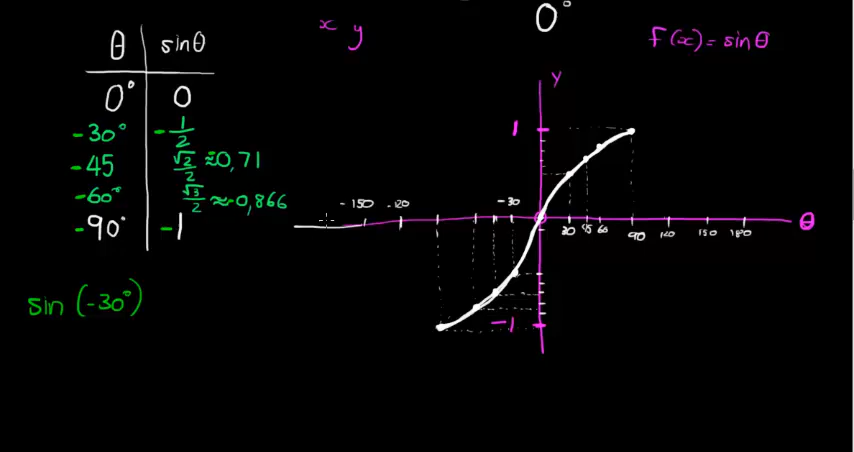 0°
x y
F(x) = sinθ
θ sinθ
0° 0
-30° -1/2
-45 √2/2 ≈0,71
-60° √3/2 ≈-0,866
-90° -1
sin (-30°)
Y
1
-150 -120 -30
30 45 60 90 120 150 180 θ
-1